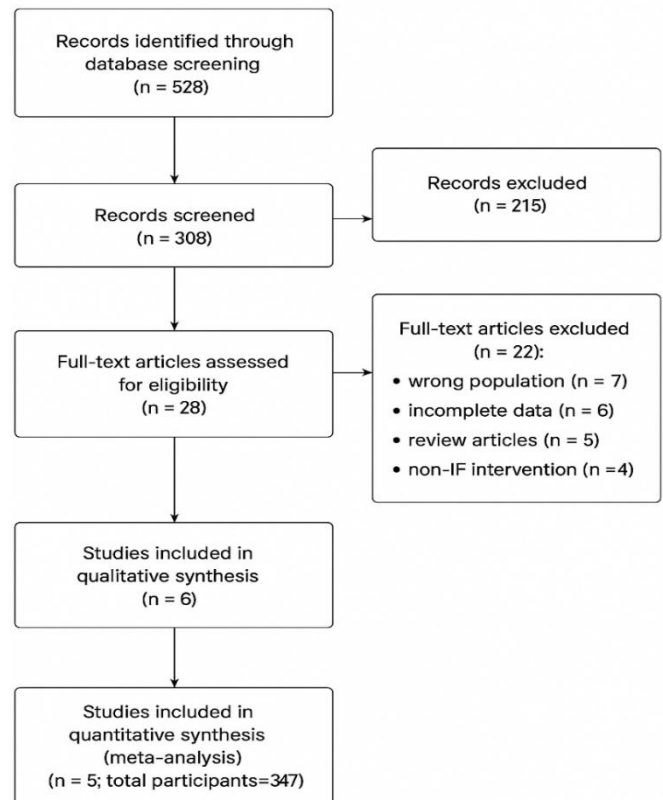 Records identified through
database screening
(n = 528)
Records screened
(n = 308)
Records excluded
(n = 215)
Full-text articles assessed
for eligibility
(n = 28)
Full-text articles excluded
(n = 22):
• wrong population (n = 7)
• incomplete data (n = 6)
• review articles (n = 5)
• non-IF intervention (n =4)
Studies included in
qualitative synthesis
(n = 6)
Studies included in
quantitative synthesis
(meta-analysis)
(n = 5; total participants=347)